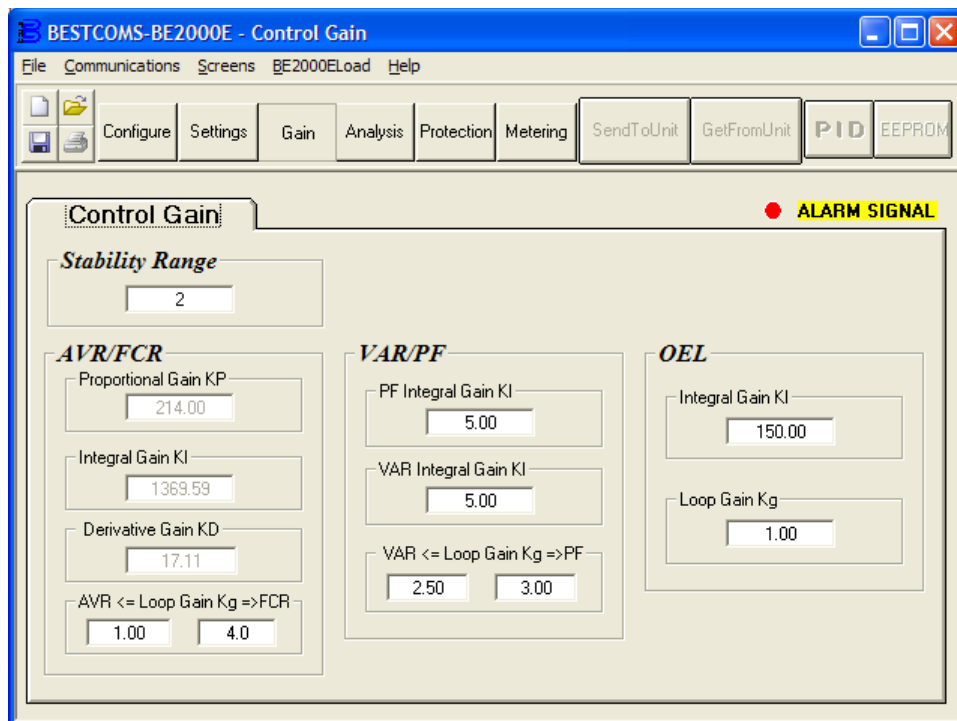 BESTCOMS-BE2000E - Control Gain
File Communications Screens BE2000ELoad Help
Configure Settings Gain Analysis Protection Metering SendToUnit GetFromUnit PID EEPROM
Control Gain
ALARM SIGNAL
Stability Range
2
AVR/FCR
Proportional Gain KP
214.00
Integral Gain KI
1369.59
Derivative Gain KD
17.11
AVR <= Loop Gain Kg =>FCR
1.00 4.0
VAR/PF
PF Integral Gain KI
5.00
VAR Integral Gain KI
5.00
VAR <= Loop Gain Kg =>PF
2.50 3.00
OEL
Integral Gain KI
150.00
Loop Gain Kg
1.00